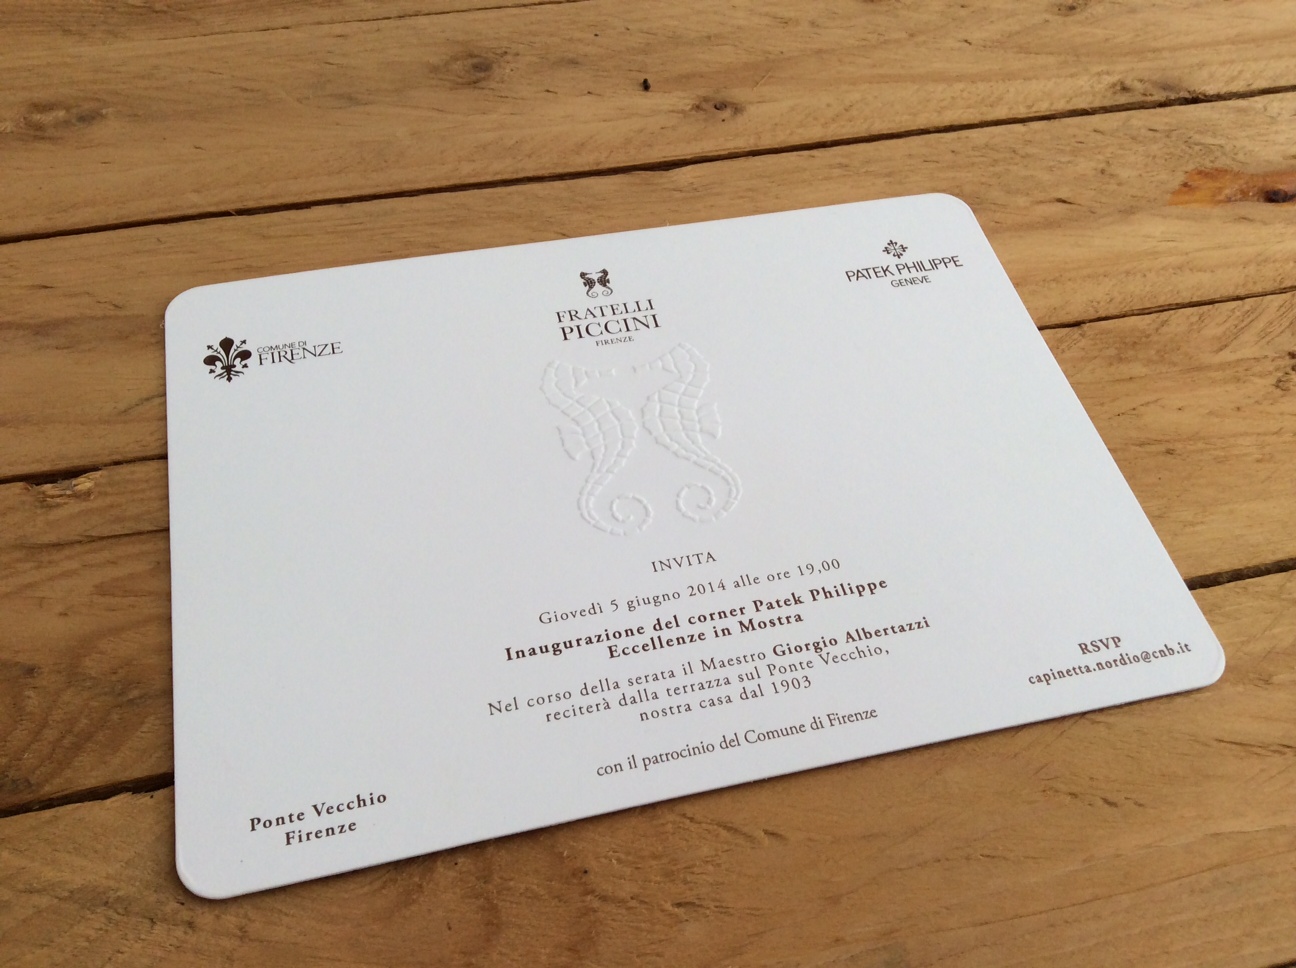 COMUNE DI
FIRENZE
FRATELLI
PICCINI
FIRENZE
PATEK PHILIPPE
GENEVE
INVITA
Giovedì 5 giugno 2014 alle ore 19,00
Inaugurazione del corner Patek Philippe
Eccellenze in Mostra
Nel corso della serata il Maestro Giorgio Albertazzi
reciterà dalla terrazza sul Ponte Vecchio,
nostra casa dal 1903
con il patrocinio del Comune di Firenze
Ponte Vecchio
Firenze
RSVP
capinetta.nordio@cnb.it